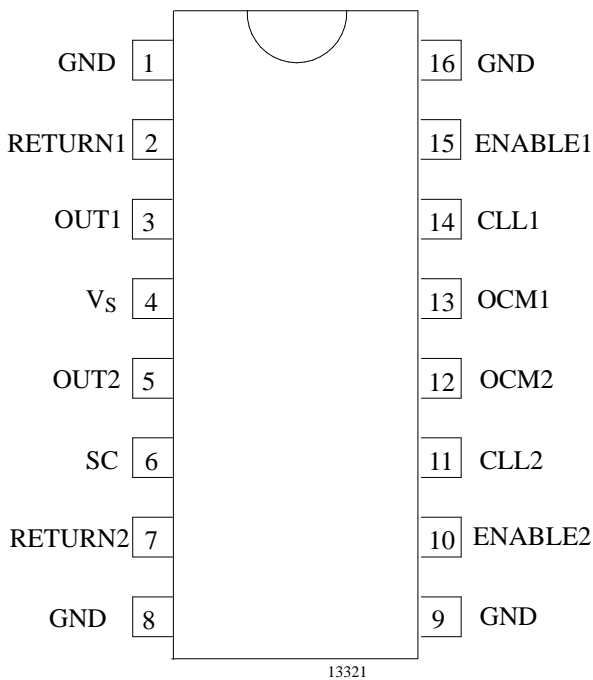 GND 1 16 GND
RETURN1 2 15 ENABLE1
OUT1 3 14 CLL1
VS 4 13 OCM1
OUT2 5 12 OCM2
SC 6 11 CLL2
RETURN2 7 10 ENABLE2
GND 8 9 GND
13321